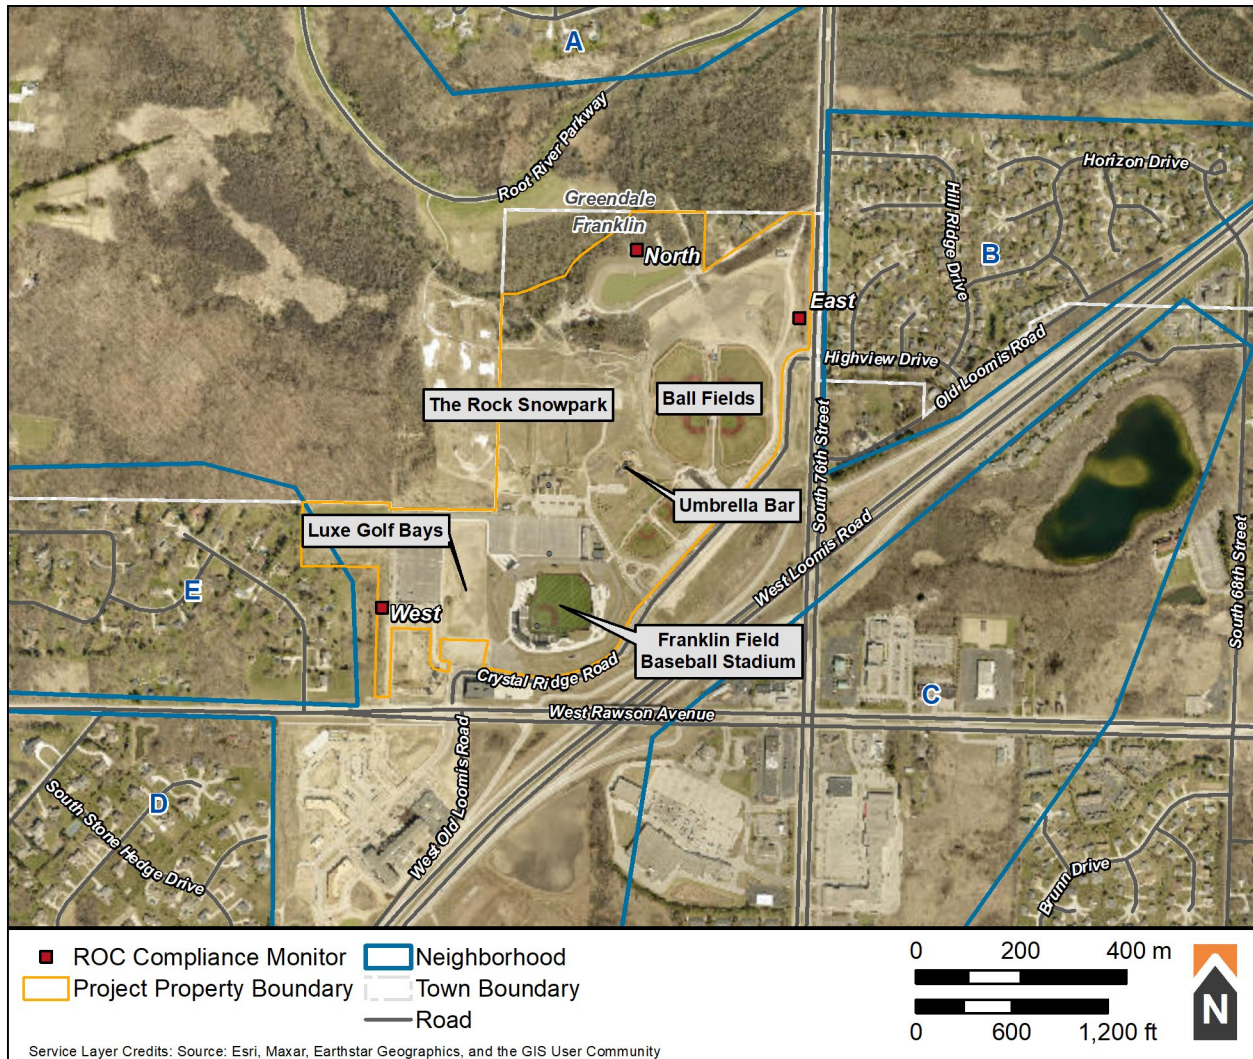 A
Root River Parkway
Greendale
Franklin
Horizon Drive
Hill Ridge Drive
B
North
East
Highview Drive
Old Loomis Road
The Rock Snowpark
Ball Fields
South 76th Street
Umbrella Bar
Luxe Golf Bays
West Loomis Road
South 68th Street
E
West
Franklin Field
Baseball Stadium
Crystal Ridge Road
C
West Rawson Avenue
West Old Loomis Road
D
South Stone Hedge Drive
Brunn Drive
ROC Compliance Monitor
Neighborhood
Project Property Boundary
Town Boundary
Road
0 200 400 m
0 600 1,200 ft
N
Service Layer Credits: Source: Esri, Maxar, Earthstar Geographics, and the GIS User Community